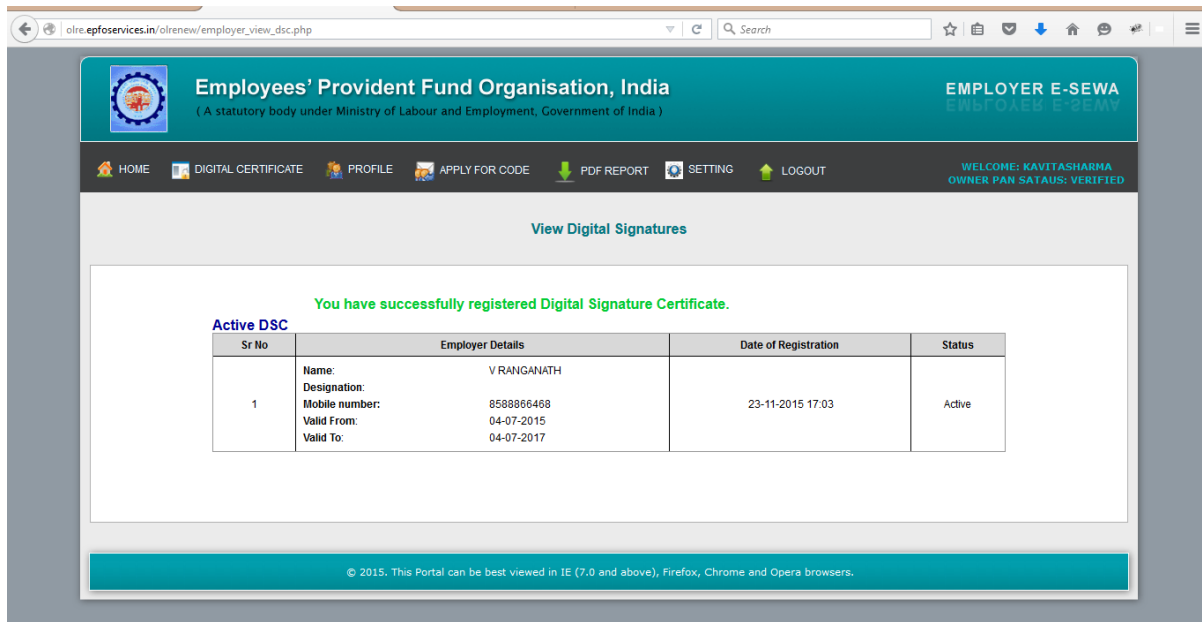 olre.epfoservices.in/olrenew/employer_view_dsc.php
Search
Employees' Provident Fund Organisation, India
( A statutory body under Ministry of Labour and Employment, Government of India )
EMPLOYER E-SEWA
HOME DIGITAL CERTIFICATE PROFILE APPLY FOR CODE PDF REPORT SETTING LOGOUT
WELCOME: KAVITASHARMA
OWNER PAN SATAUS: VERIFIED
View Digital Signatures
You have successfully registered Digital Signature Certificate.
Active DSC
Sr No Employer Details Date of Registration Status
Name: V RANGANATH
Designation:
1 Mobile number: 8588866468 23-11-2015 17:03 Active
Valid From: 04-07-2015
Valid To: 04-07-2017
© 2015. This Portal can be best viewed in IE (7.0 and above), Firefox, Chrome and Opera browsers.